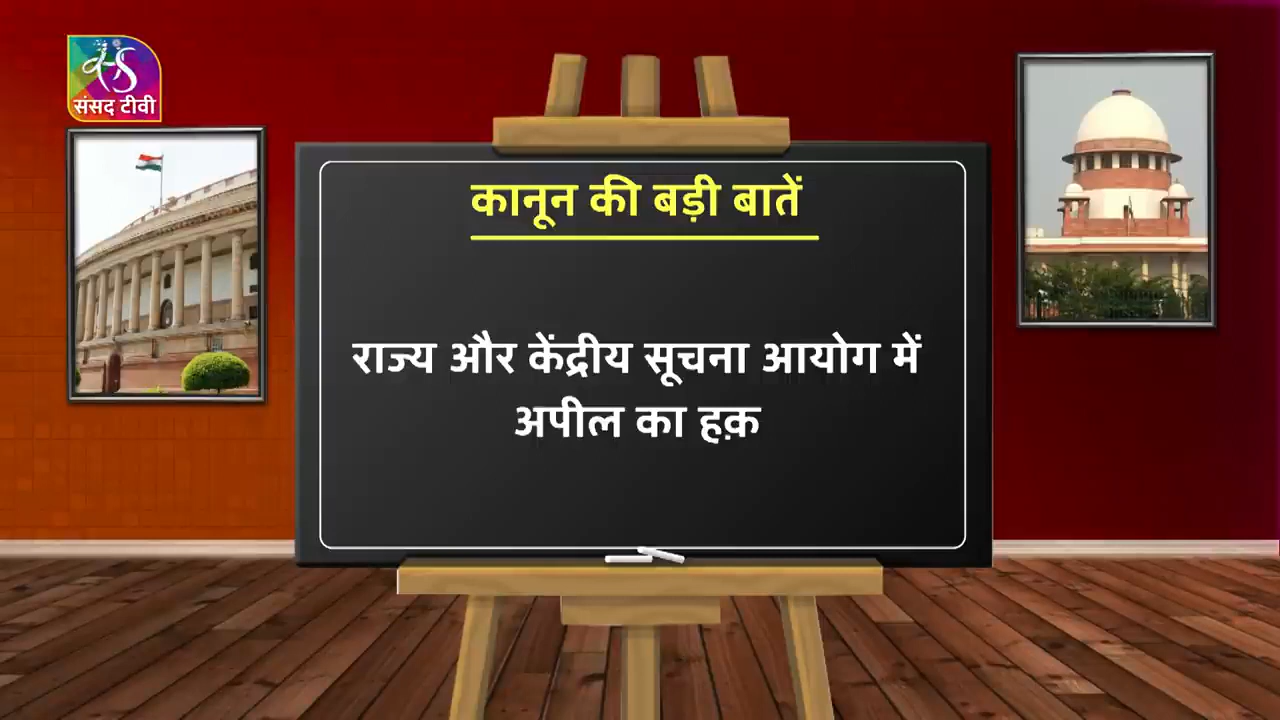 संसद टीवी
कानून की बड़ी बातें
राज्य और केंद्रीय सूचना आयोग में
अपील का हक़